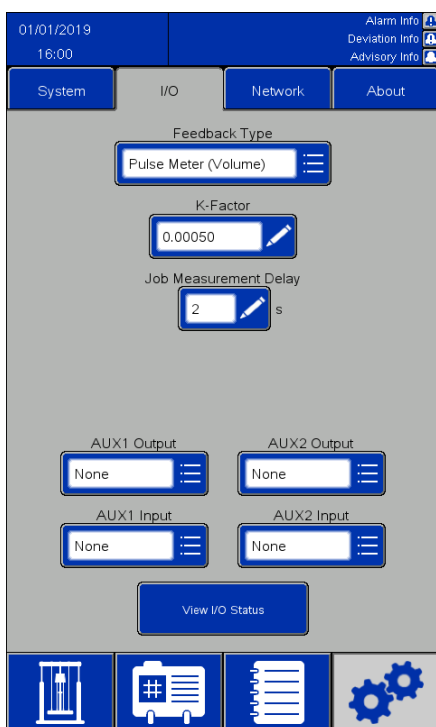 01/01/2019
16:00
Alarm Info
Deviation Info
Advisory Info
System
I/O
Network
About
Feedback Type
Pulse Meter (Volume)
K-Factor
0.00050
Job Measurement Delay
2 s
AUX1 Output
AUX2 Output
None
None
AUX1 Input
AUX2 Input
None
None
View I/O Status
#